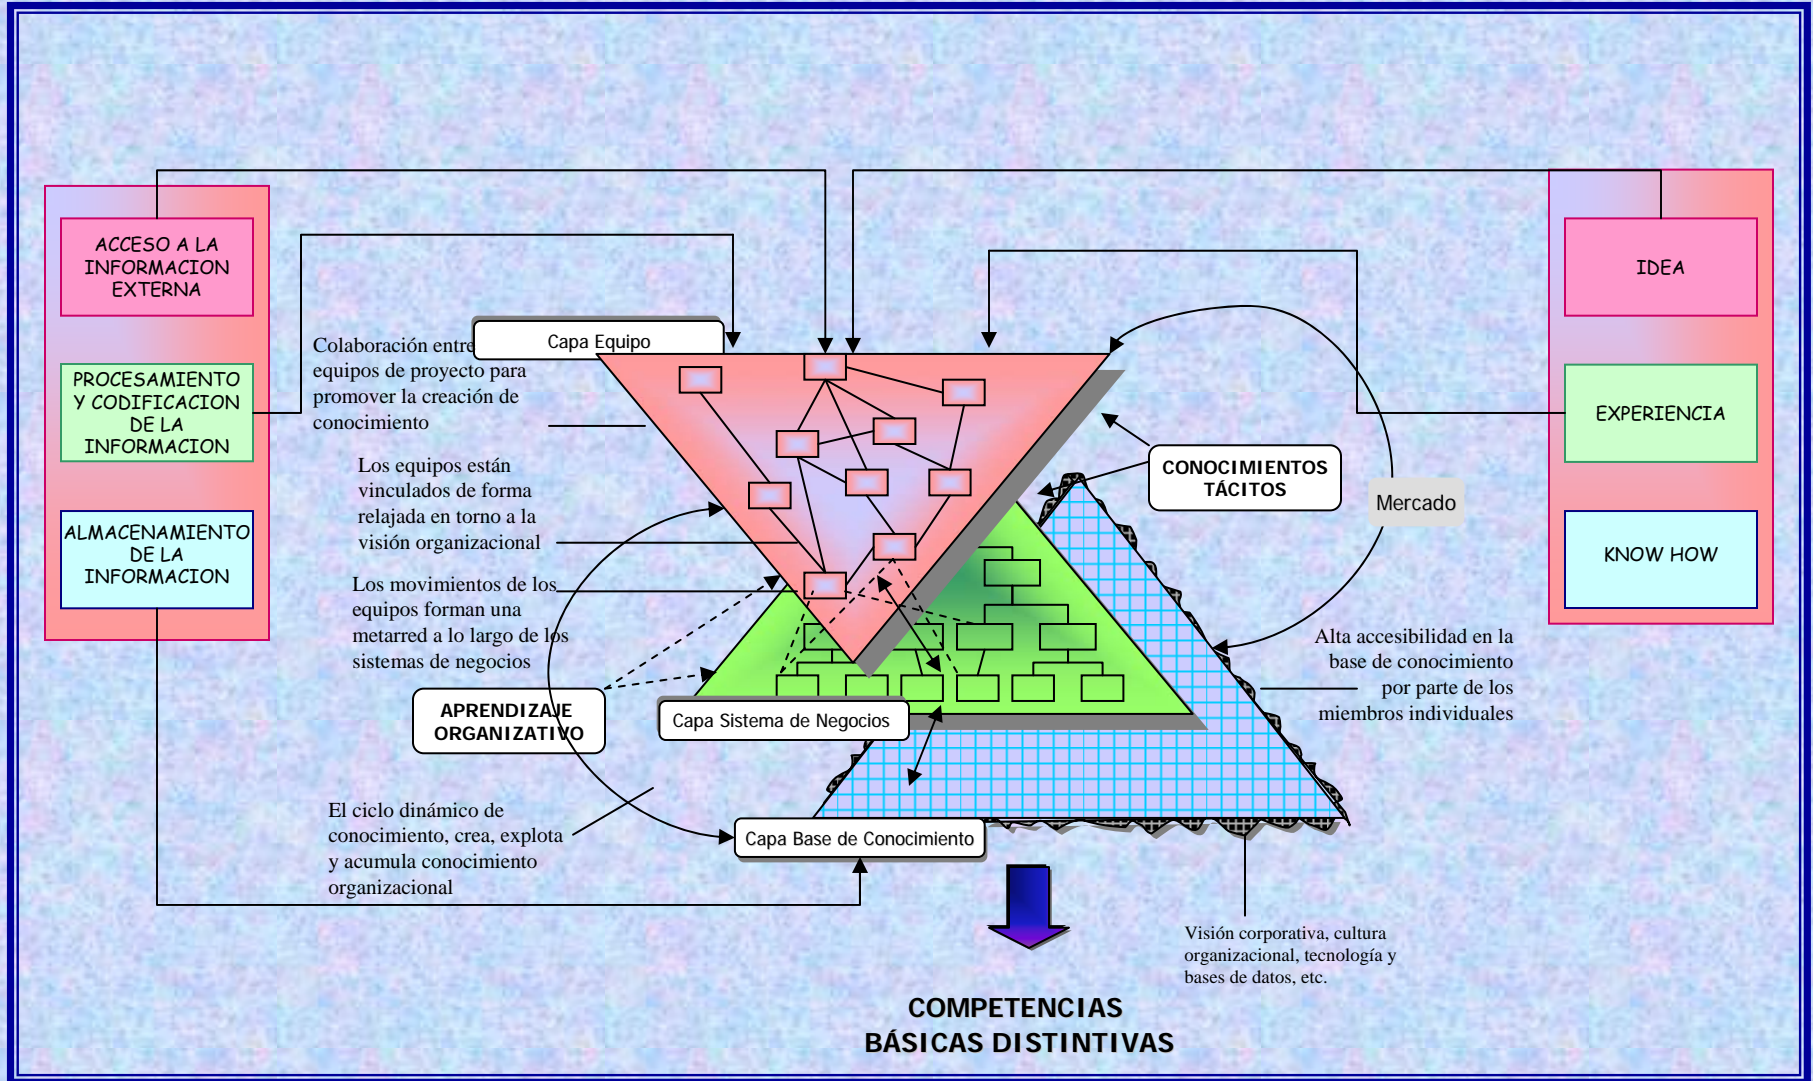 ACCESO A LA
INFORMACION
EXTERNA
PROCESAMIENTO
Y CODIFICACION
DE LA
INFORMACION
ALMACENAMIENTO
DE LA
INFORMACION
Capa Equipo
Colaboración entre
equipos de proyecto para
promover la creación de
conocimiento
Los equipos están
vinculados de forma
relajada en torno a la
visión organizacional
Los movimientos de los
equipos forman una
metarred a lo largo de los
sistemas de negocios
APRENDIZAJE
ORGANIZATIVO
Capa Sistema de Negocios
El ciclo dinámico de
conocimiento, crea, explota
y acumula conocimiento
organizacional
Capa Base de Conocimiento
CONOCIMIENTOS
TÁCITOS
Mercado
IDEA
EXPERIENCIA
KNOW HOW
Alta accesibilidad en la
base de conocimiento
por parte de los
miembros individuales
Visión corporativa, cultura
organizacional, tecnología y
bases de datos, etc.
COMPETENCIAS
BÁSICAS DISTINTIVAS